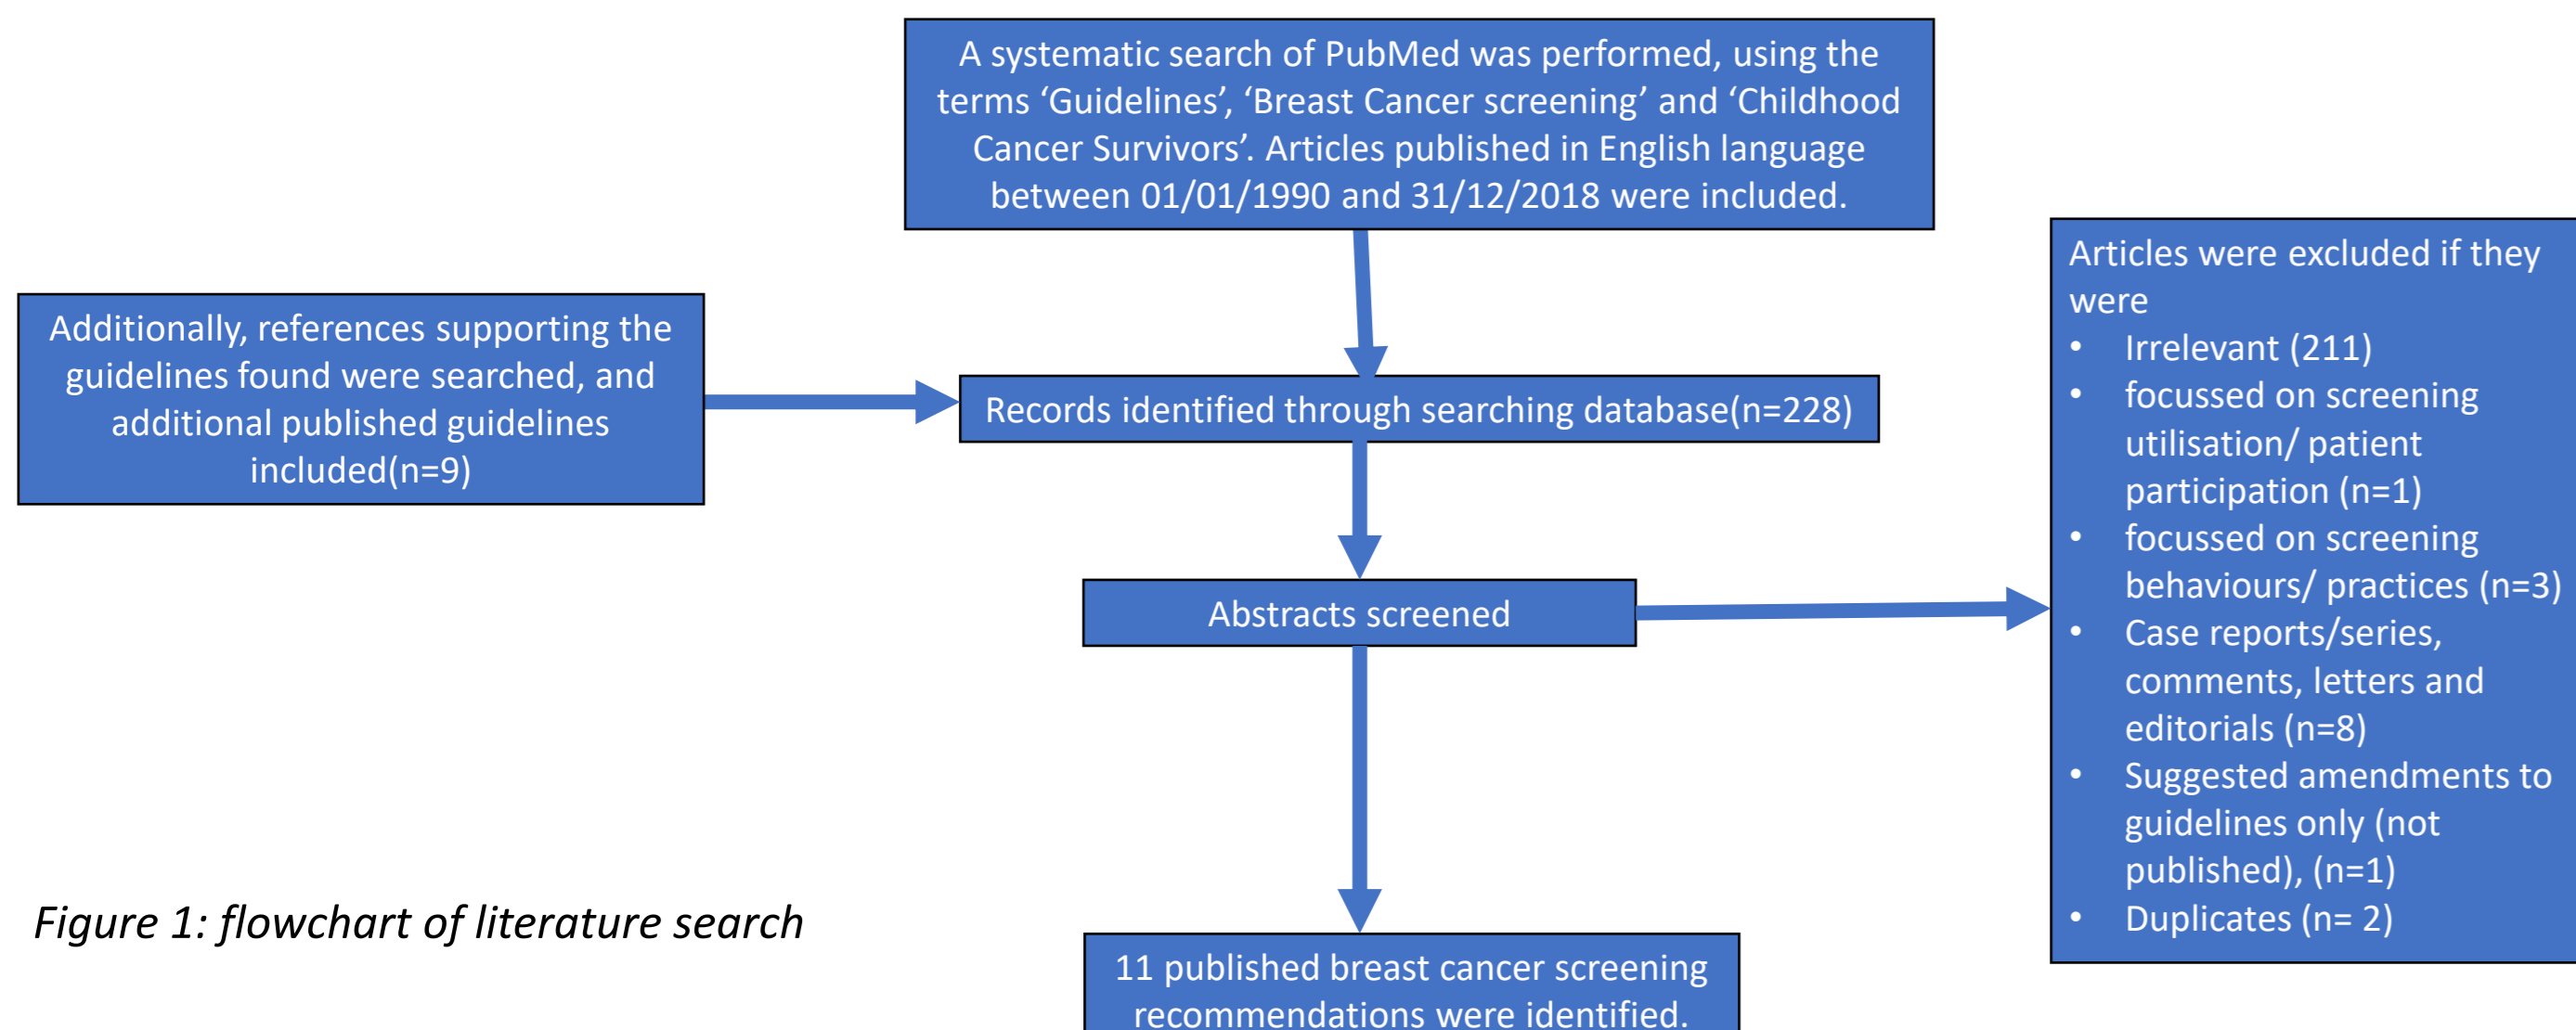 A systematic search of PubMed was performed, using the
terms ‘Guidelines’, ‘Breast Cancer screening’ and ‘Childhood
Cancer Survivors’. Articles published in English language
between 01/01/1990 and 31/12/2018 were included.
Additionally, references supporting the
guidelines found were searched, and
additional published guidelines
included(n=9)
Records identified through searching database(n=228)
Abstracts screened
Articles were excluded if they
were
• Irrelevant (211)
• focussed on screening
utilisation/ patient
participation (n=1)
• focussed on screening
behaviours/ practices (n=3)
• Case reports/series,
comments, letters and
editorials (n=8)
• Suggested amendments to
guidelines only (not
published), (n=1)
• Duplicates (n= 2)
11 published breast cancer screening
recommendations were identified.
Figure 1: flowchart of literature search